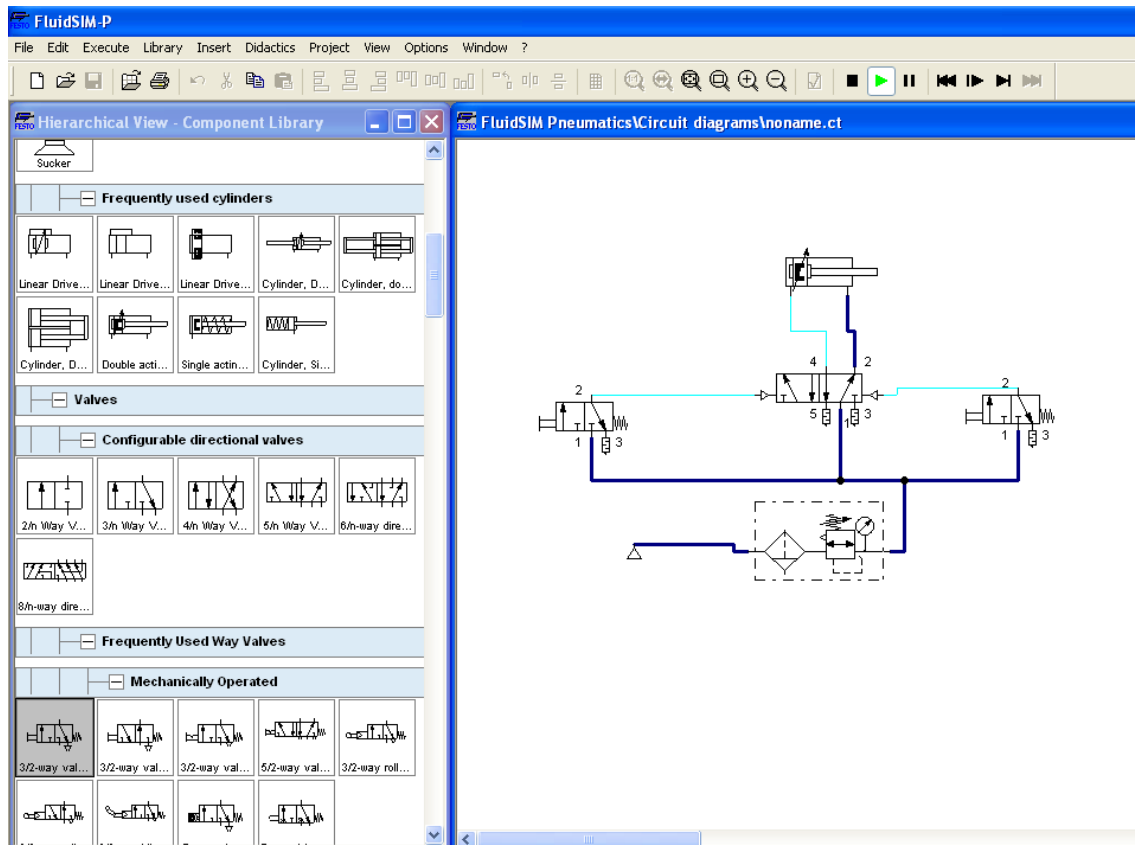 FluidSIM-P
File Edit Execute Library Insert Didactics Project View Options Window ?
Hierarchical View - Component Library
FluidSIM Pneumatics\Circuit diagrams\noname.ct
Sucker
Frequently used cylinders
Linear Drive... Linear Drive... Linear Drive... Cylinder, D... Cylinder, do...
Cylinder, D... Double acti... Single actin... Cylinder, Si...
Valves
Configurable directional valves
2/n Way V... 3/n Way V... 4/n Way V... 5/n Way V... 6/n-way dire...
8/n-way dire...
Frequently Used Way Valves
Mechanically Operated
3/2-way val... 3/2-way val... 3/2-way val... 5/2-way val... 3/2-way roll...
4 2
2
5 1 3
1 3
2
1 3
FESTO
FESTO
FESTO